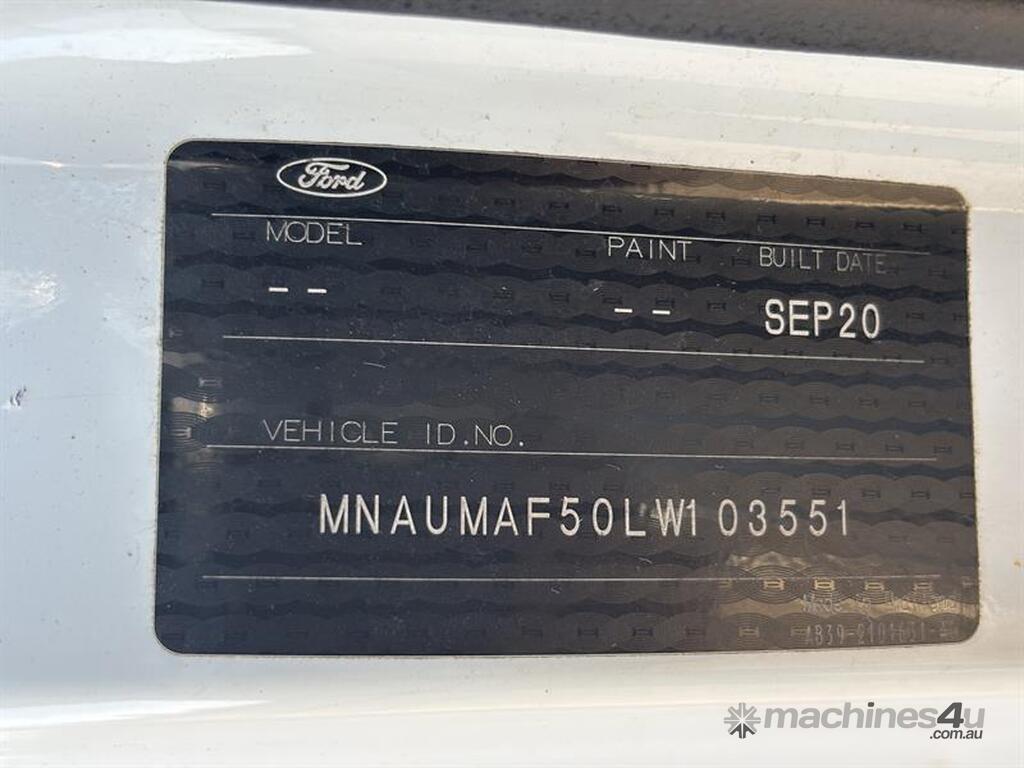 Ford
MODEL PAINT BUILT DATE
-- -- SEP20
VEHICLE ID.NO.
MNAUMAF50LW103551
machines4u
.com.au